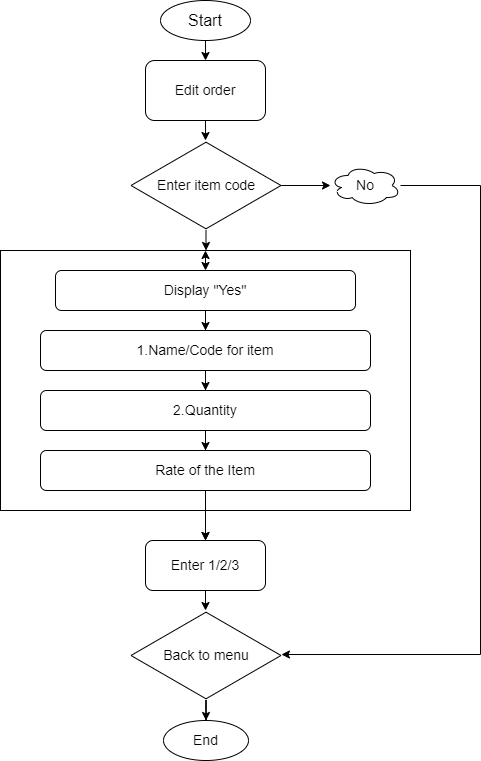 Start
Edit order
Enter item code
No
Display "Yes"
1.Name/Code for item
2.Quantity
Rate of the Item
Enter 1/2/3
Back to menu
End